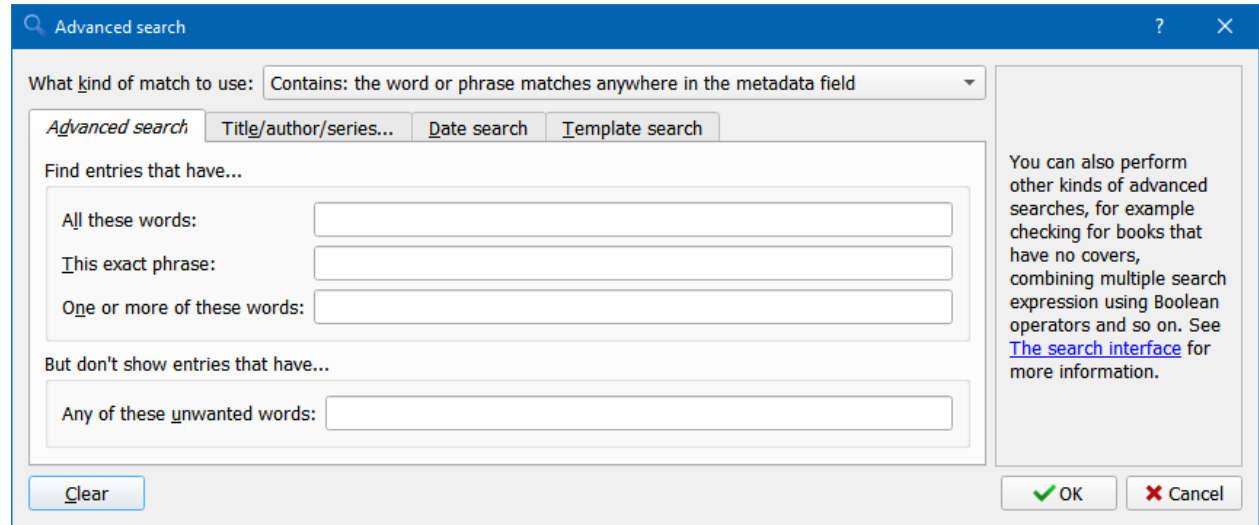 Advanced search
?
What kind of match to use: Contains: the word or phrase matches anywhere in the metadata field
Advanced search Title/author/series... Date search Template search
Find entries that have...
All these words:
This exact phrase:
One or more of these words:
But don't show entries that have...
Any of these unwanted words:
You can also perform
other kinds of advanced
searches, for example
checking for books that
have no covers,
combining multiple search
expression using Boolean
operators and so on. See
The search interface for
more information.
Clear
OK
Cancel